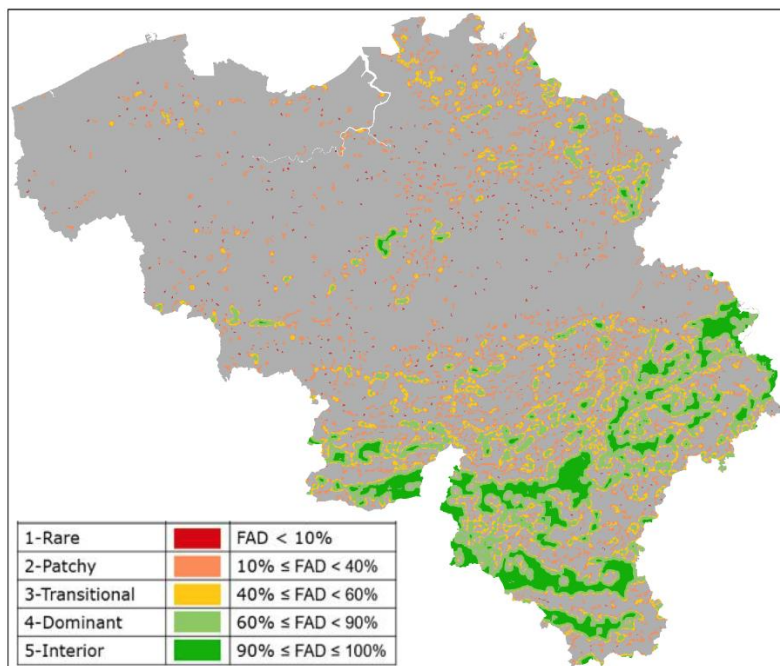 1-Rare FAD < 10%
2-Patchy 10% ≤ FAD < 40%
3-Transitional 40% ≤ FAD < 60%
4-Dominant 60% ≤ FAD < 90%
5-Interior 90% ≤ FAD ≤ 100%